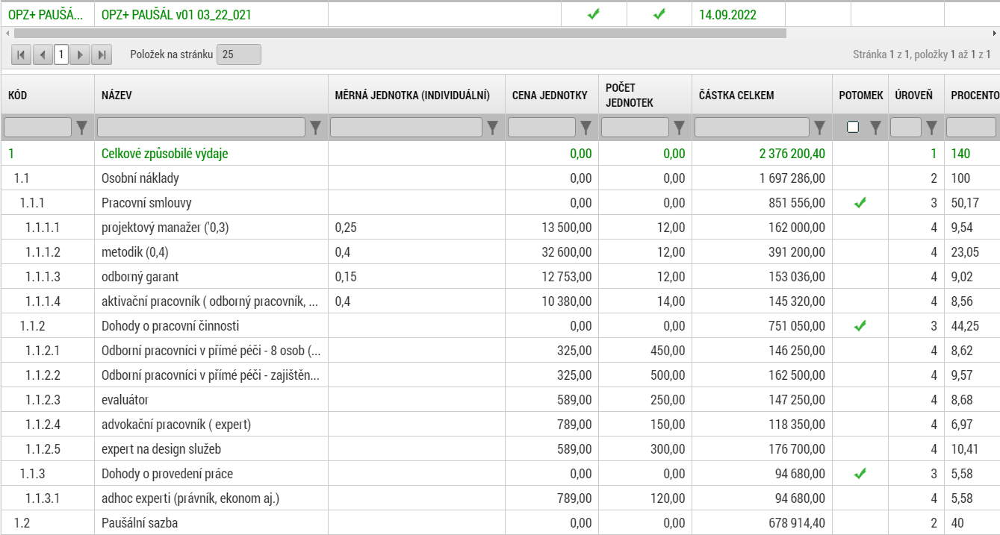 OPZ+ PAUŠÁ... OPZ+ PAUŠÁL v01 03_22_021 14.09.2022
1 Položek na stránku 25 Stránka 1 z 1, položky 1 až 1 z 1
KÓD NÁZEV MĚRNÁ JEDNOTKA (INDIVIDUÁLNÍ) CENA JEDNOTKY POČET JEDNOTEK ČÁSTKA CELKEM POTOMEK ÚROVEŇ PROCENTO
1 Celkové způsobilé výdaje 0,00 0,00 2 376 200,40 1 140
1.1 Osobní náklady 0,00 0,00 1 697 286,00 2 100
1.1.1 Pracovní smlouvy 0,00 0,00 851 556,00 3 50,17
1.1.1.1 projektový manažer ('0,3) 0,25 13 500,00 12,00 162 000,00 4 9,54
1.1.1.2 metodik (0,4) 0,4 32 600,00 12,00 391 200,00 4 23,05
1.1.1.3 odborný garant 0,15 12 753,00 12,00 153 036,00 4 9,02
1.1.1.4 aktivační pracovník ( odborný pracovník, ... 0,4 10 380,00 14,00 145 320,00 4 8,56
1.1.2 Dohody o pracovní činnosti 0,00 0,00 751 050,00 3 44,25
1.1.2.1 Odborní pracovníci v přímé péči - 8 osob (... 325,00 450,00 146 250,00 4 8,62
1.1.2.2 Odborní pracovníci v přímé péči - zajištěn... 325,00 500,00 162 500,00 4 9,57
1.1.2.3 evaluátor 589,00 250,00 147 250,00 4 8,68
1.1.2.4 advokační pracovník ( expert) 789,00 150,00 118 350,00 4 6,97
1.1.2.5 expert na design služeb 589,00 300,00 176 700,00 4 10,41
1.1.3 Dohody o provedení práce 0,00 0,00 94 680,00 3 5,58
1.1.3.1 adhoc experti (právník, ekonom aj.) 789,00 120,00 94 680,00 4 5,58
1.2 Paušální sazba 0,00 0,00 678 914,40 2 40